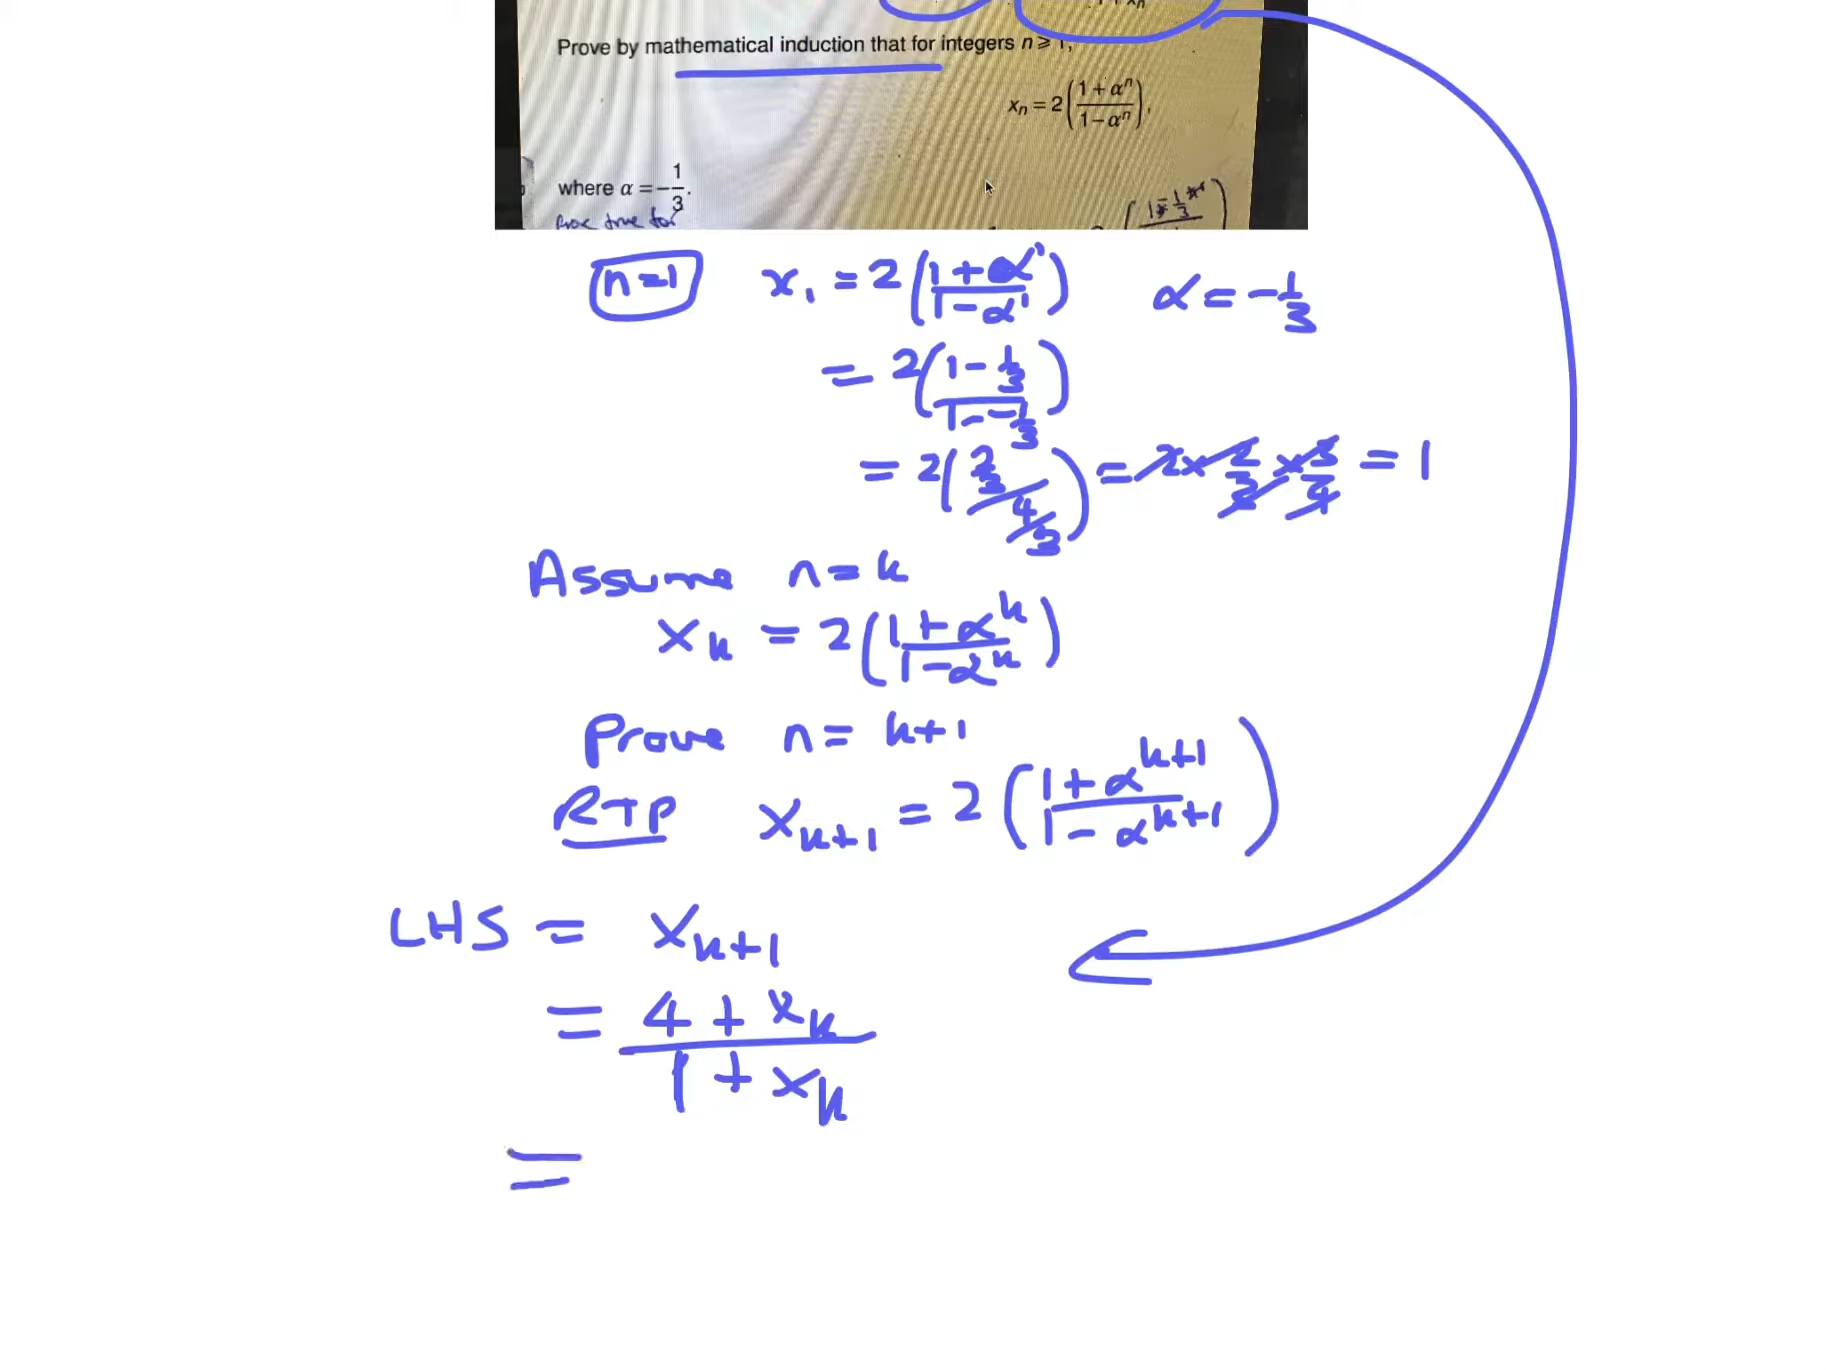 Prove by mathematical induction that for integers n ⩾ 1,
xₙ = 2 ( (1 + αⁿ) / (1 − αⁿ) ),
where α = − 1/3 .
Prove true for
n = 1   x₁ = 2 ( (1 + α¹) / (1 − α¹) )   α = − 1/3
= 2 ( (1 − 1/3) / (1 − − 1/3) )
= 2 ( (2/3) / (4/3) ) = 2 × 2/3 × 3/4 = 1
Assume n = k
xₖ = 2 ( (1 + αᵏ) / (1 − αᵏ) )
Prove n = k+1
RTP   xₖ₊₁ = 2 ( (1 + αᵏ⁺¹) / (1 − αᵏ⁺¹) )
LHS = xₖ₊₁
= (4 + xₖ) / (1 + xₖ)
=